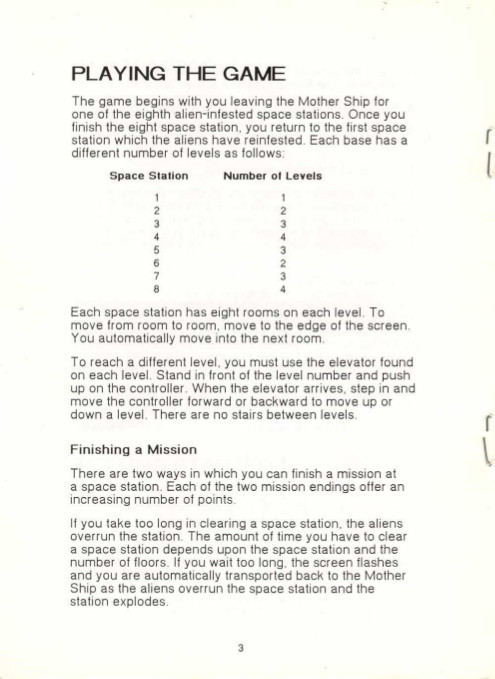 PLAYING THE GAME
The game begins with you leaving the Mother Ship for
one of the eighth alien-infested space stations. Once you
finish the eight space station, you return to the first space
station which the aliens have reinfested. Each base has a
different number of levels as follows:
Space Station Number of Levels
1 1
2 2
3 3
4 4
5 3
6 2
7 3
8 4
Each space station has eight rooms on each level. To
move from room to room, move to the edge of the screen.
You automatically move into the next room.
To reach a different level, you must use the elevator found
on each level. Stand in front of the level number and push
up on the controller. When the elevator arrives, step in and
move the controller forward or backward to move up or
down a level. There are no stairs between levels.
Finishing a Mission
There are two ways in which you can finish a mission at
a space station. Each of the two mission endings offer an
increasing number of points.
If you take too long in clearing a space station, the aliens
overrun the station. The amount of time you have to clear
a space station depends upon the space station and the
number of floors. If you wait too long, the screen flashes
and you are automatically transported back to the Mother
Ship as the aliens overrun the space station and the
station explodes.
3